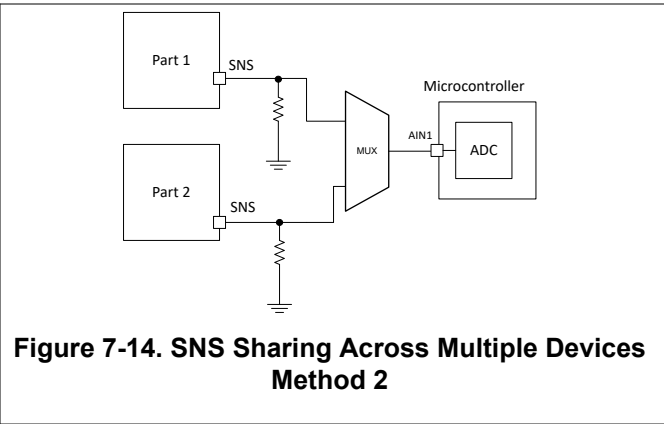 Part 1
SNS
Microcontroller
AIN1
MUX
ADC
Part 2
SNS
Figure 7-14. SNS Sharing Across Multiple Devices
Method 2